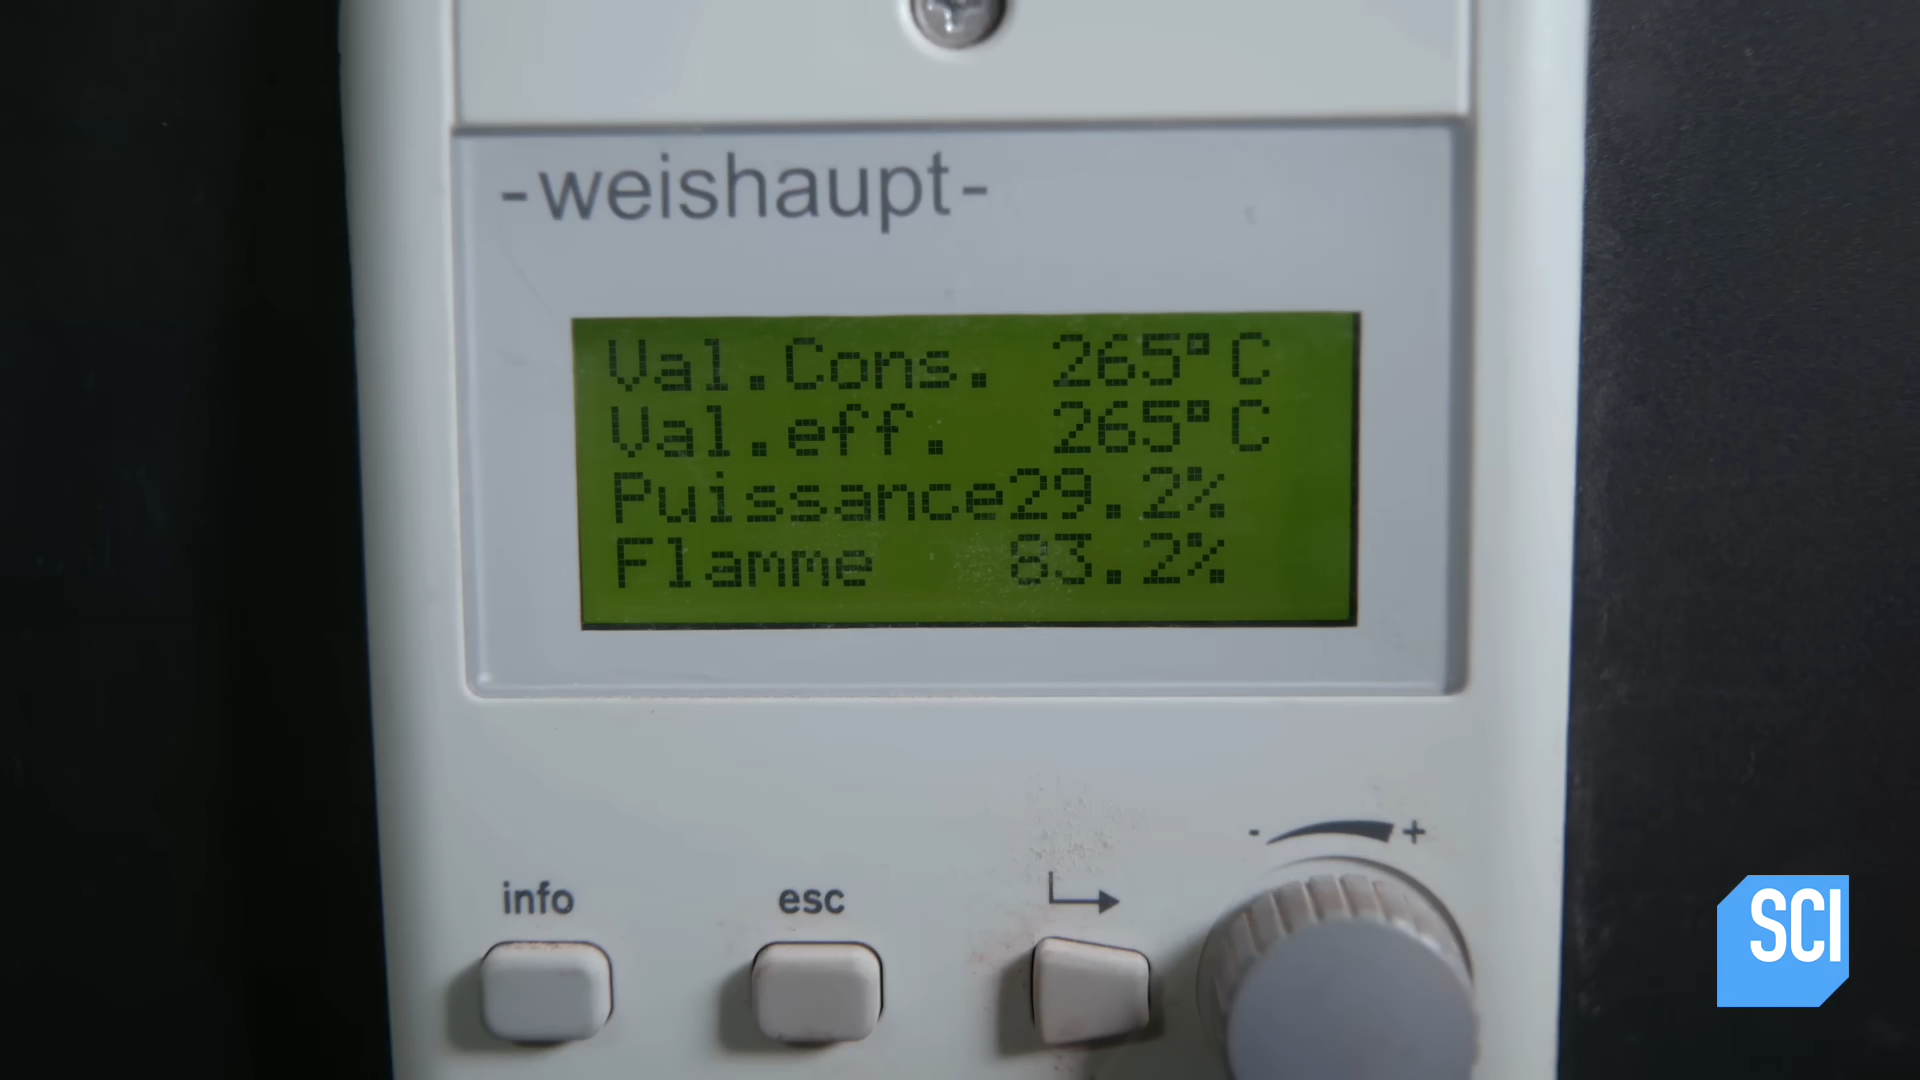 -weishaupt-
Val.Cons. 265°C
Val.eff. 265°C
Puissance29.2%
Flamme 83.2%
- +
info esc
SCI